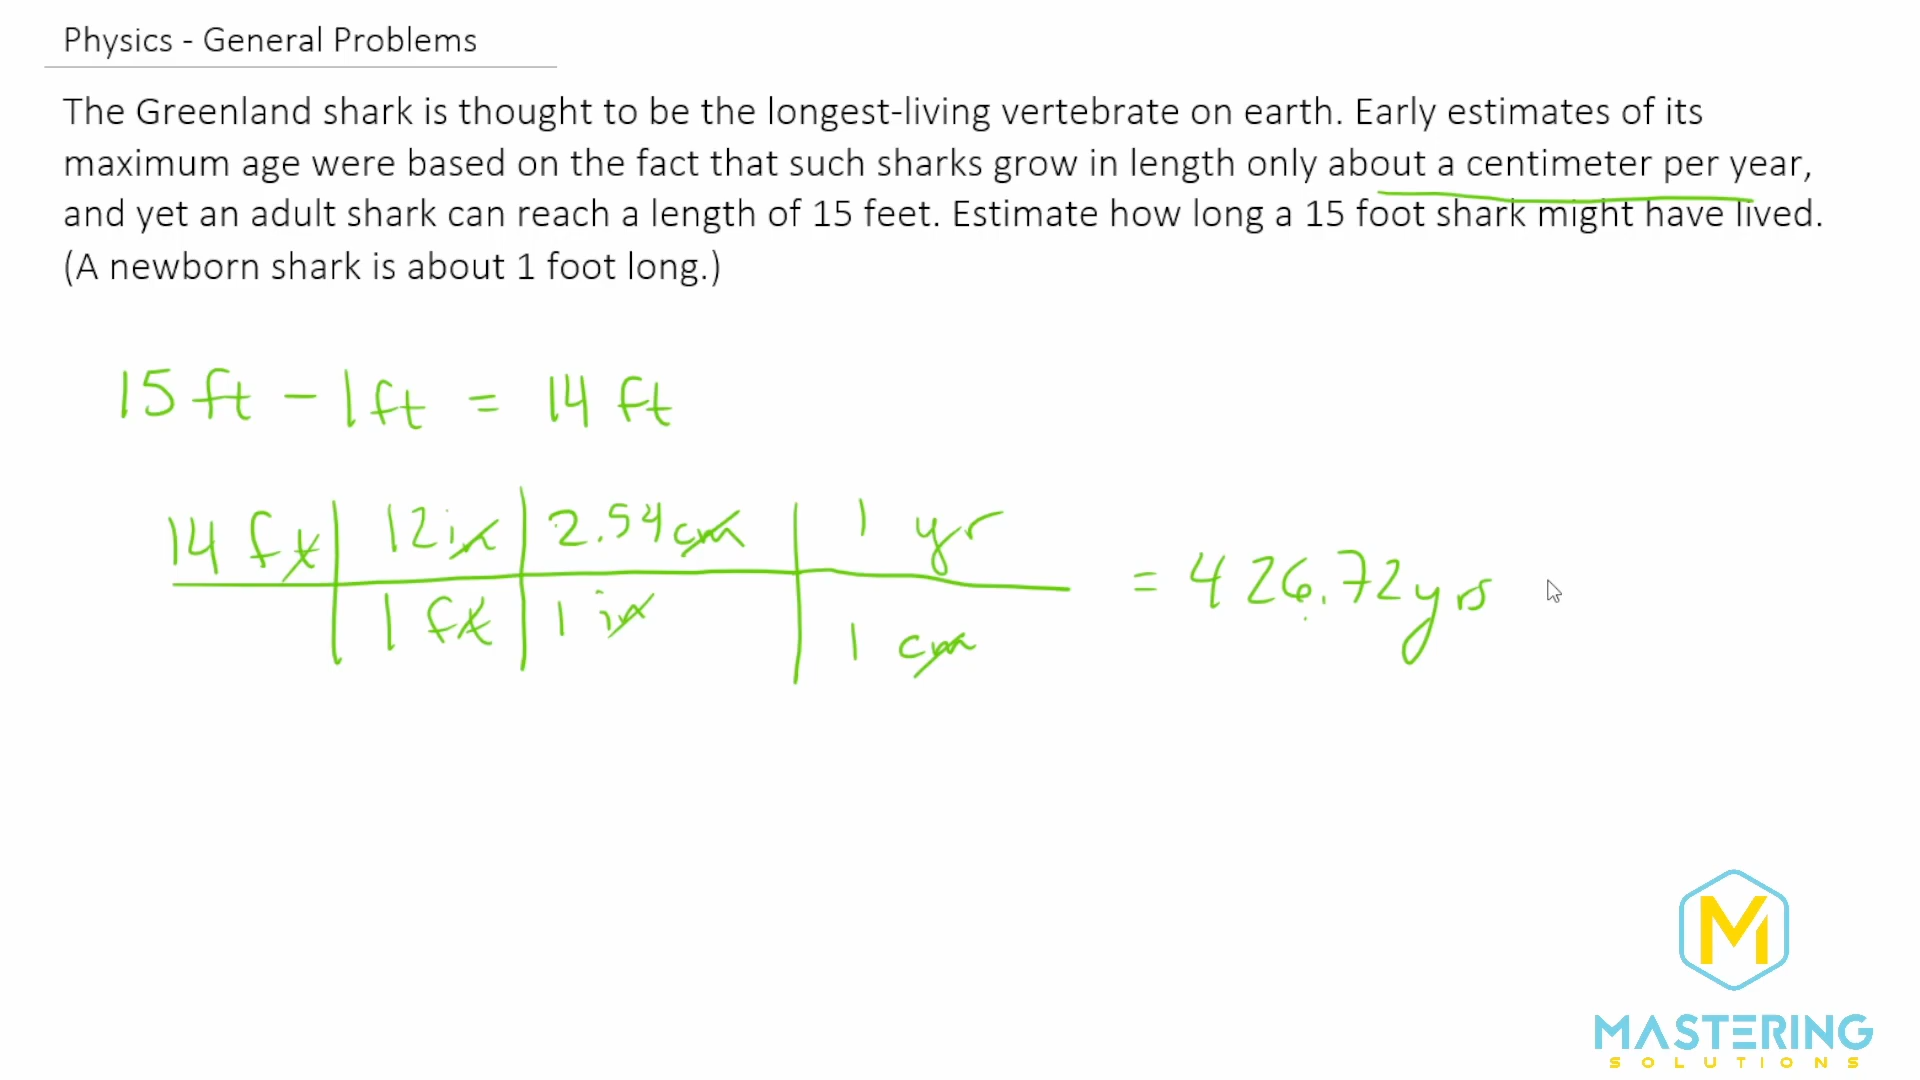 Physics - General Problems
The Greenland shark is thought to be the longest-living vertebrate on earth. Early estimates of its
maximum age were based on the fact that such sharks grow in length only about a centimeter per year,
and yet an adult shark can reach a length of 15 feet. Estimate how long a 15 foot shark might have lived.
(A newborn shark is about 1 foot long.)
15 ft - 1 ft = 14 ft
14 ft 12 in 2.54 cm 1 yr
= 426.72 yrs
1 ft 1 in 1 cm
MASTERING
SOLUTIONS